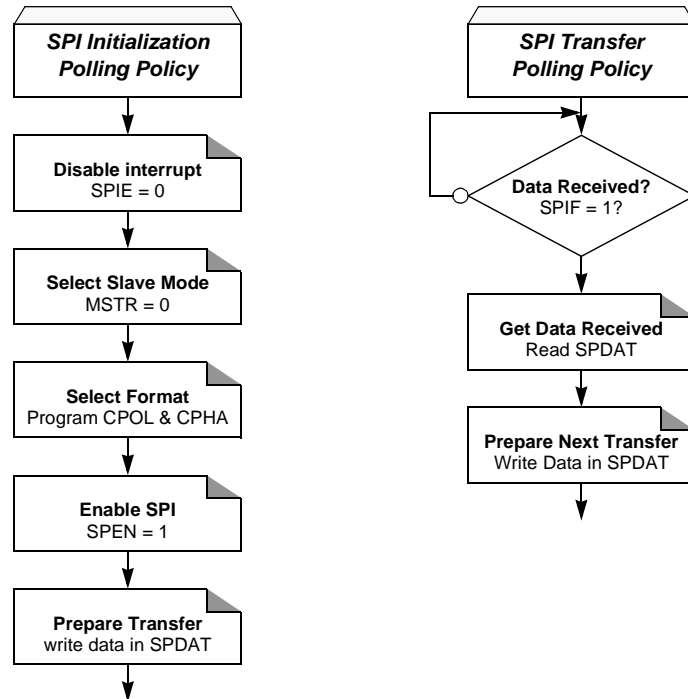 SPI Initialization
Polling Policy
Disable interrupt
SPIE = 0
Select Slave Mode
MSTR = 0
Select Format
Program CPOL & CPHA
Enable SPI
SPEN = 1
Prepare Transfer
write data in SPDAT
SPI Transfer
Polling Policy
Data Received?
SPIF = 1?
Get Data Received
Read SPDAT
Prepare Next Transfer
Write Data in SPDAT